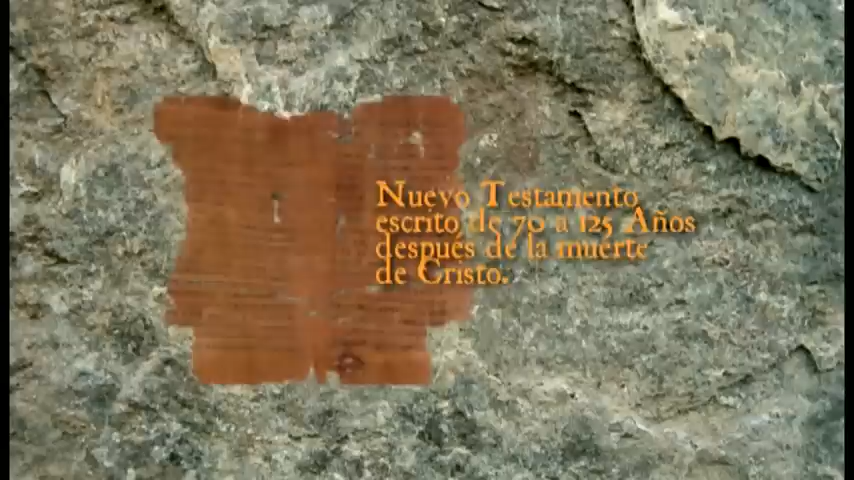 Nuevo Testamento
escrito de 70 a 125 Años
después de la muerte
de Cristo.